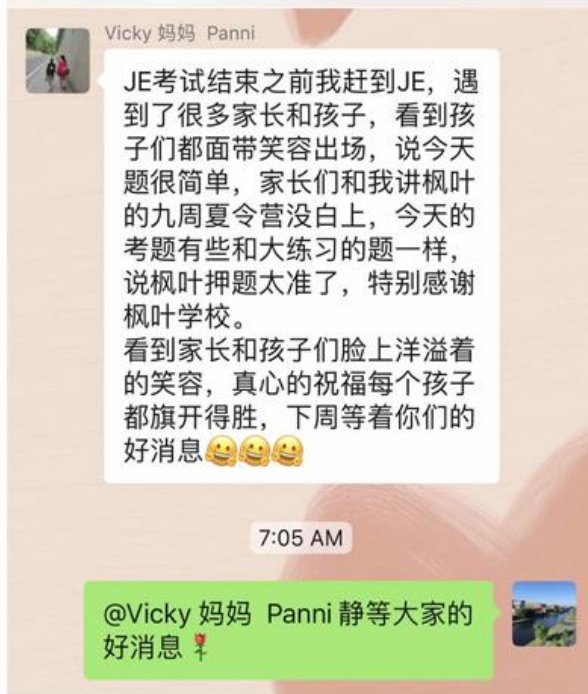 Vicky 妈妈 Panni
JE考试结束之前我赶到JE，遇
到了很多家长和孩子，看到孩
子们都面带笑容出场，说今天
题很简单，家长们和我讲枫叶
的九周夏令营没白上，今天的
考题有些和大练习的题一样，
说枫叶押题太准了，特别感谢
枫叶学校。
看到家长和孩子们脸上洋溢着
的笑容，真心的祝福每个孩子
都旗开得胜，下周等着你们的
好消息🤗🤗🤗
7:05 AM
@Vicky 妈妈 Panni 静等大家的
好消息🌹